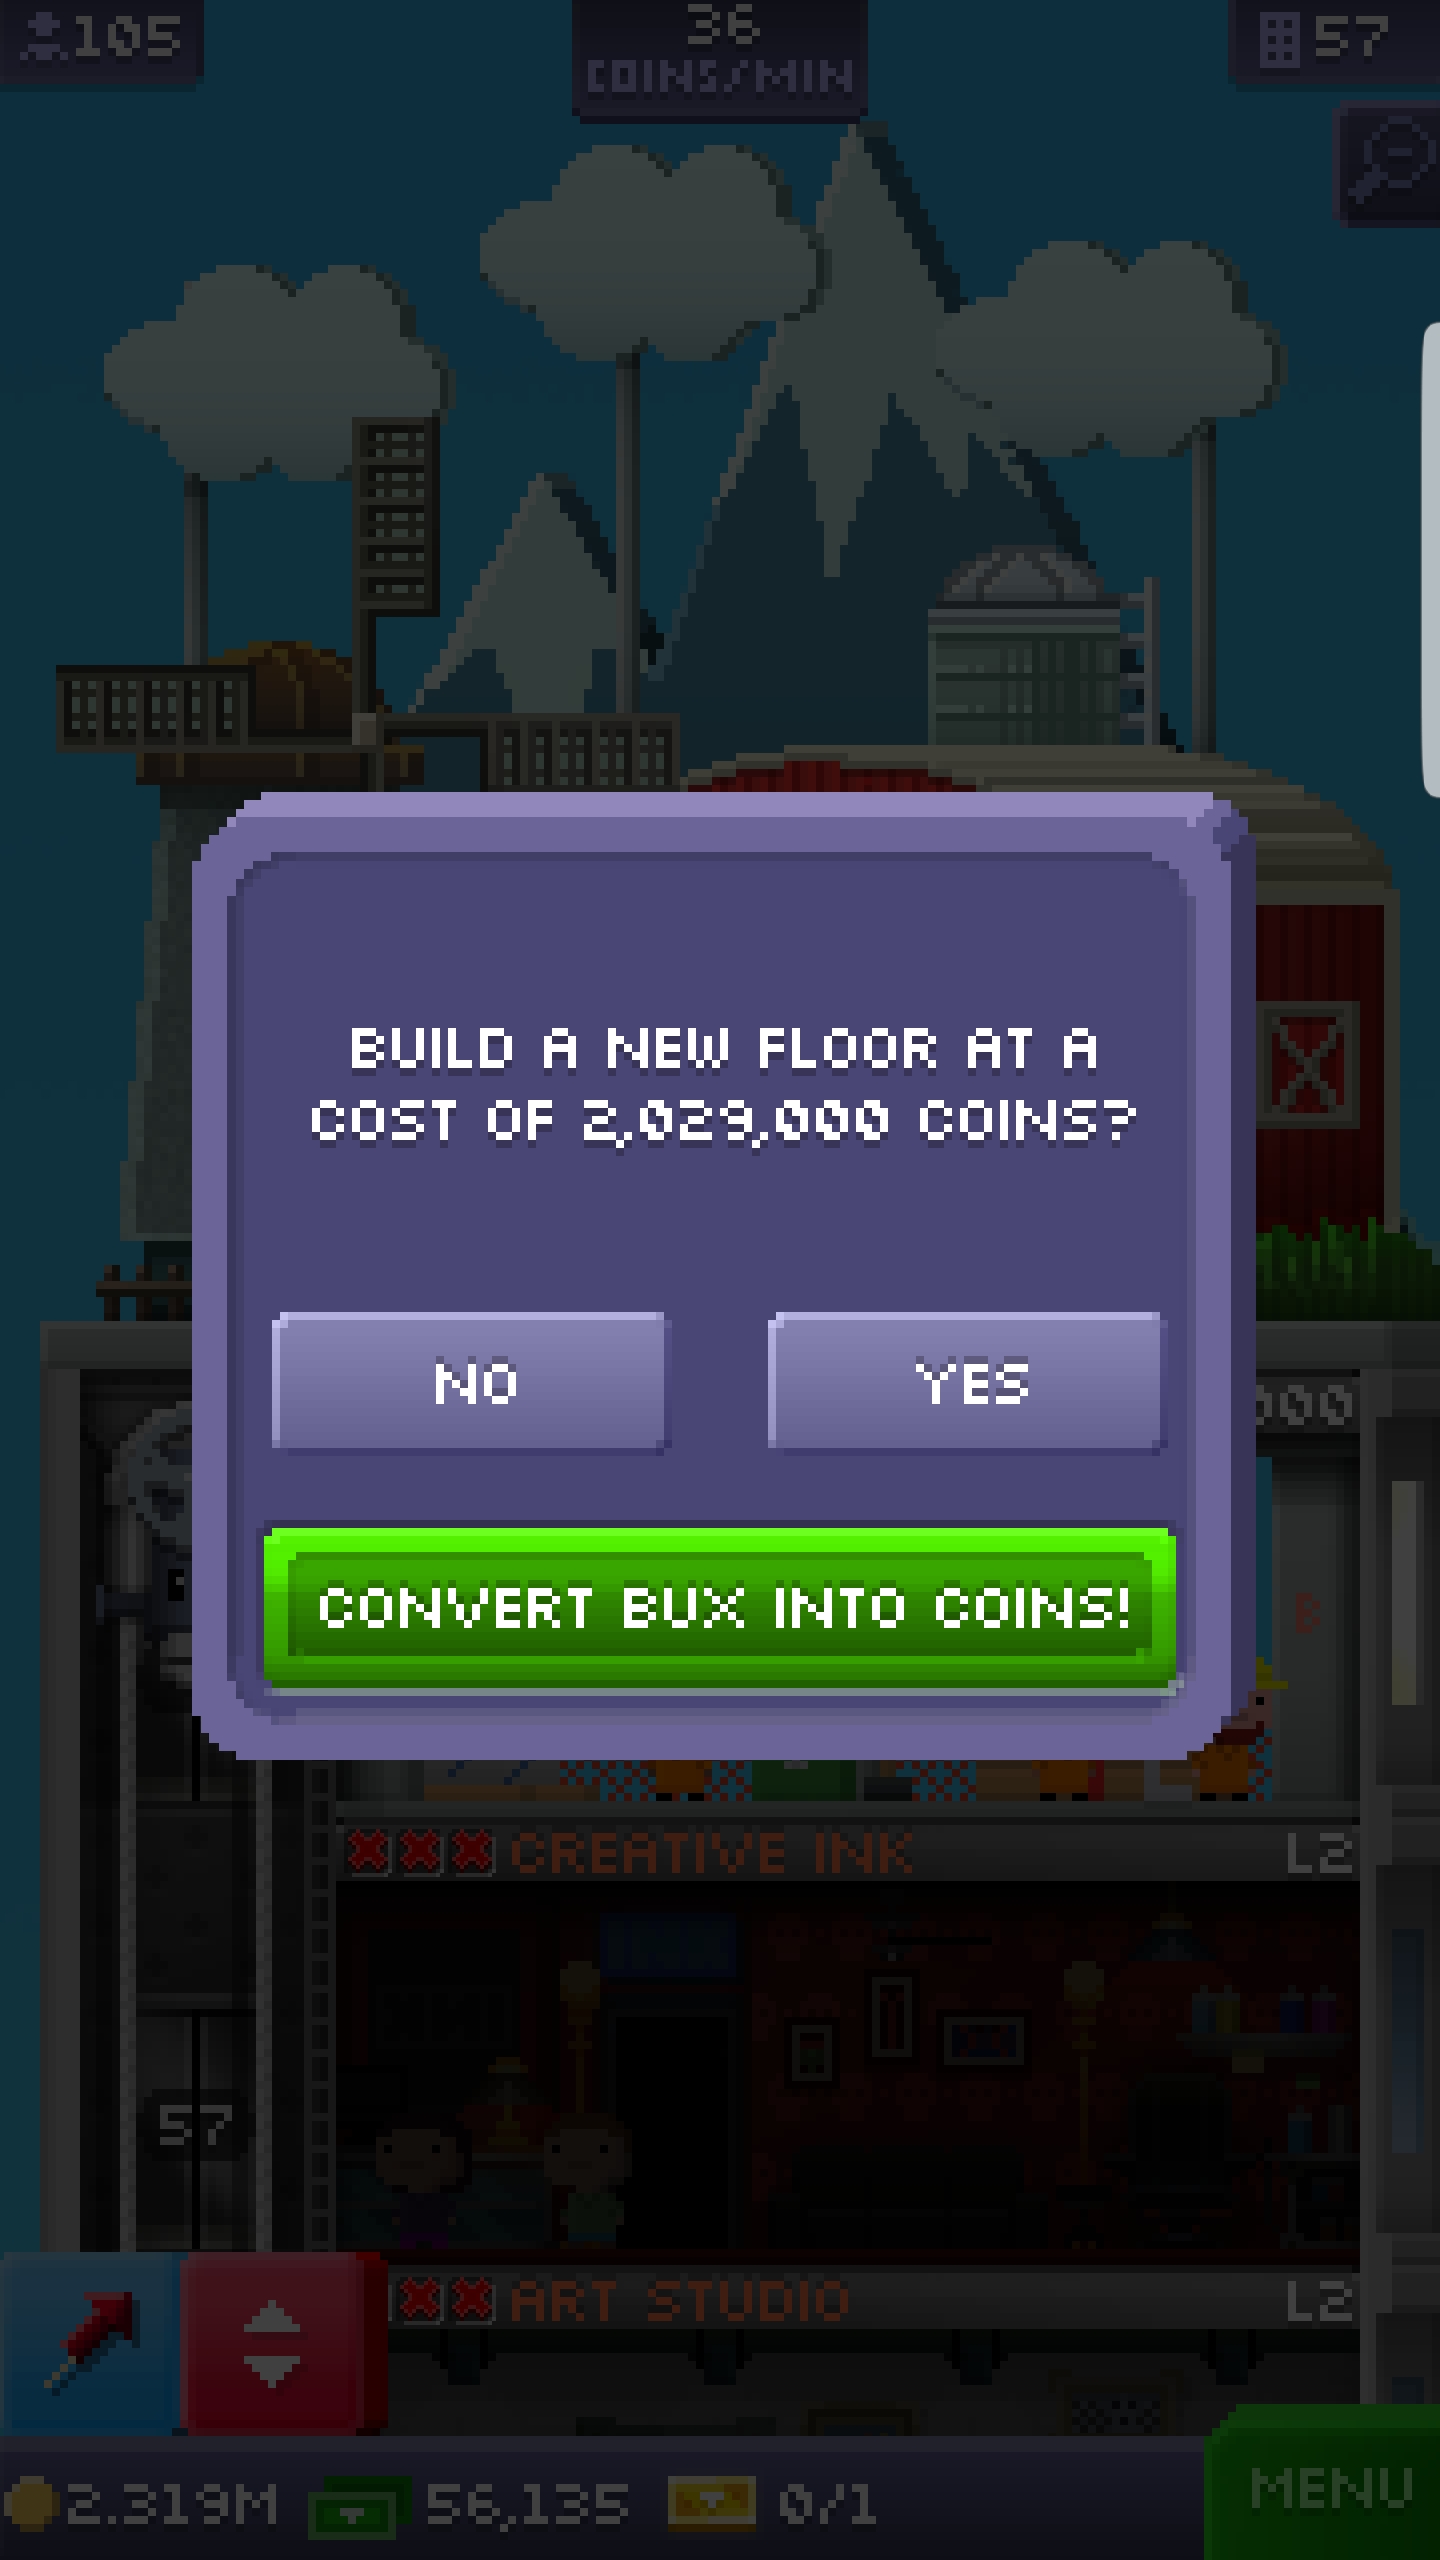 105
36
COINS/MIN
57
BUILD A NEW FLOOR AT A
COST OF 2,029,000 COINS?
NO
YES
000
CONVERT BUX INTO COINS!
B
CREATIVE INK
L2
57
ART STUDIO
L2
2.319M
56,135
0/1
MENU